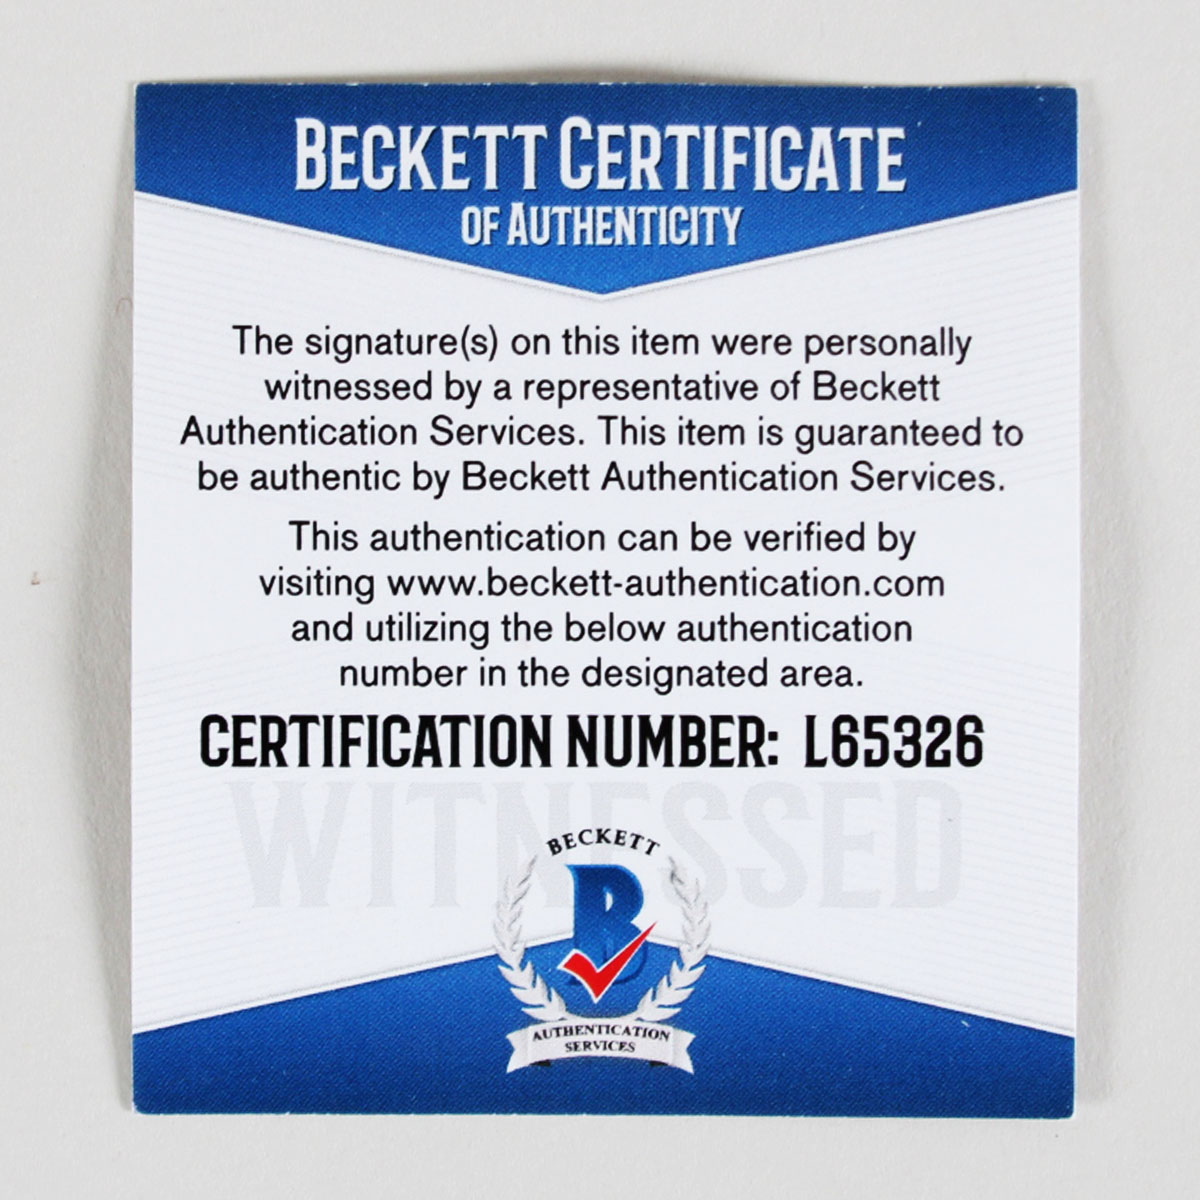 BECKETT CERTIFICATE
OF AUTHENTICITY
The signature(s) on this item were personally
witnessed by a representative of Beckett
Authentication Services. This item is guaranteed to
be authentic by Beckett Authentication Services.
This authentication can be verified by
visiting www.beckett-authentication.com
and utilizing the below authentication
number in the designated area.
CERTIFICATION NUMBER: L65326
WITNESSED
BECKETT
B
AUTHENTICATION
SERVICES